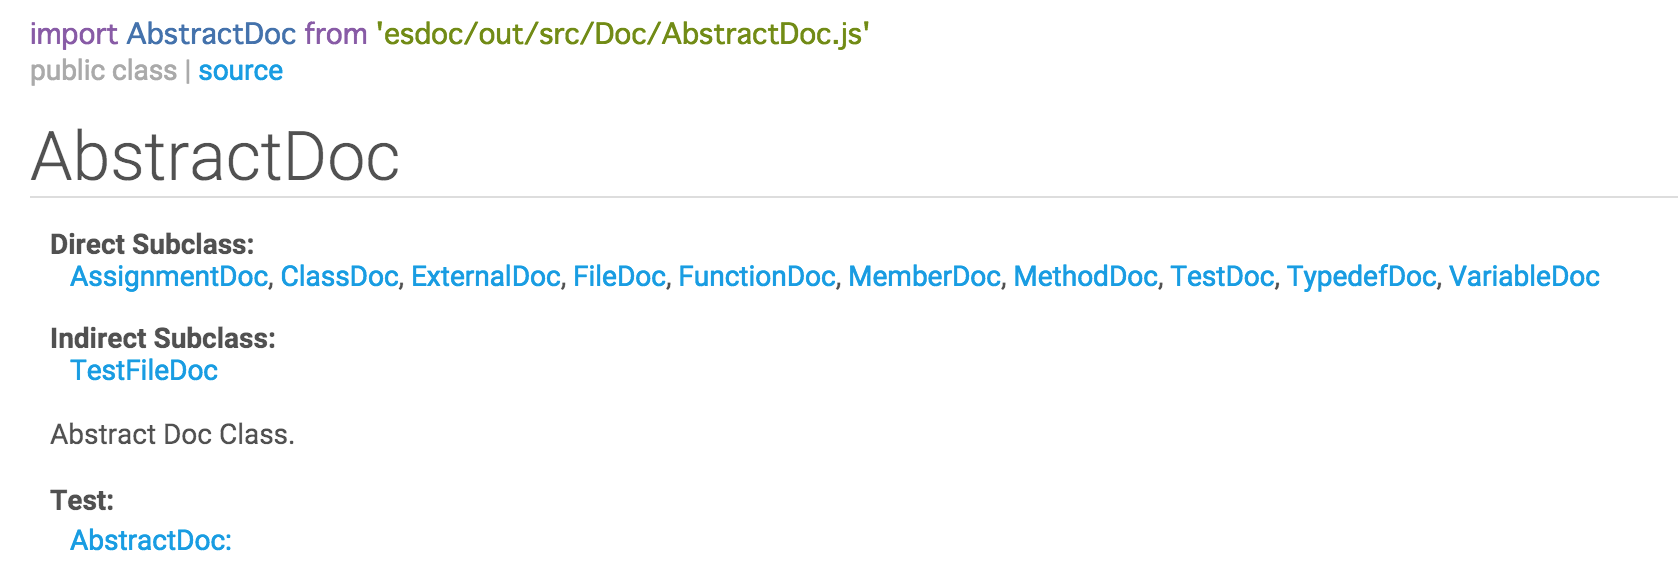 import AbstractDoc from 'esdoc/out/src/Doc/AbstractDoc.js'
public class | source
AbstractDoc
Direct Subclass:
AssignmentDoc, ClassDoc, ExternalDoc, FileDoc, FunctionDoc, MemberDoc, MethodDoc, TestDoc, TypedefDoc, VariableDoc
Indirect Subclass:
TestFileDoc
Abstract Doc Class.
Test:
AbstractDoc: